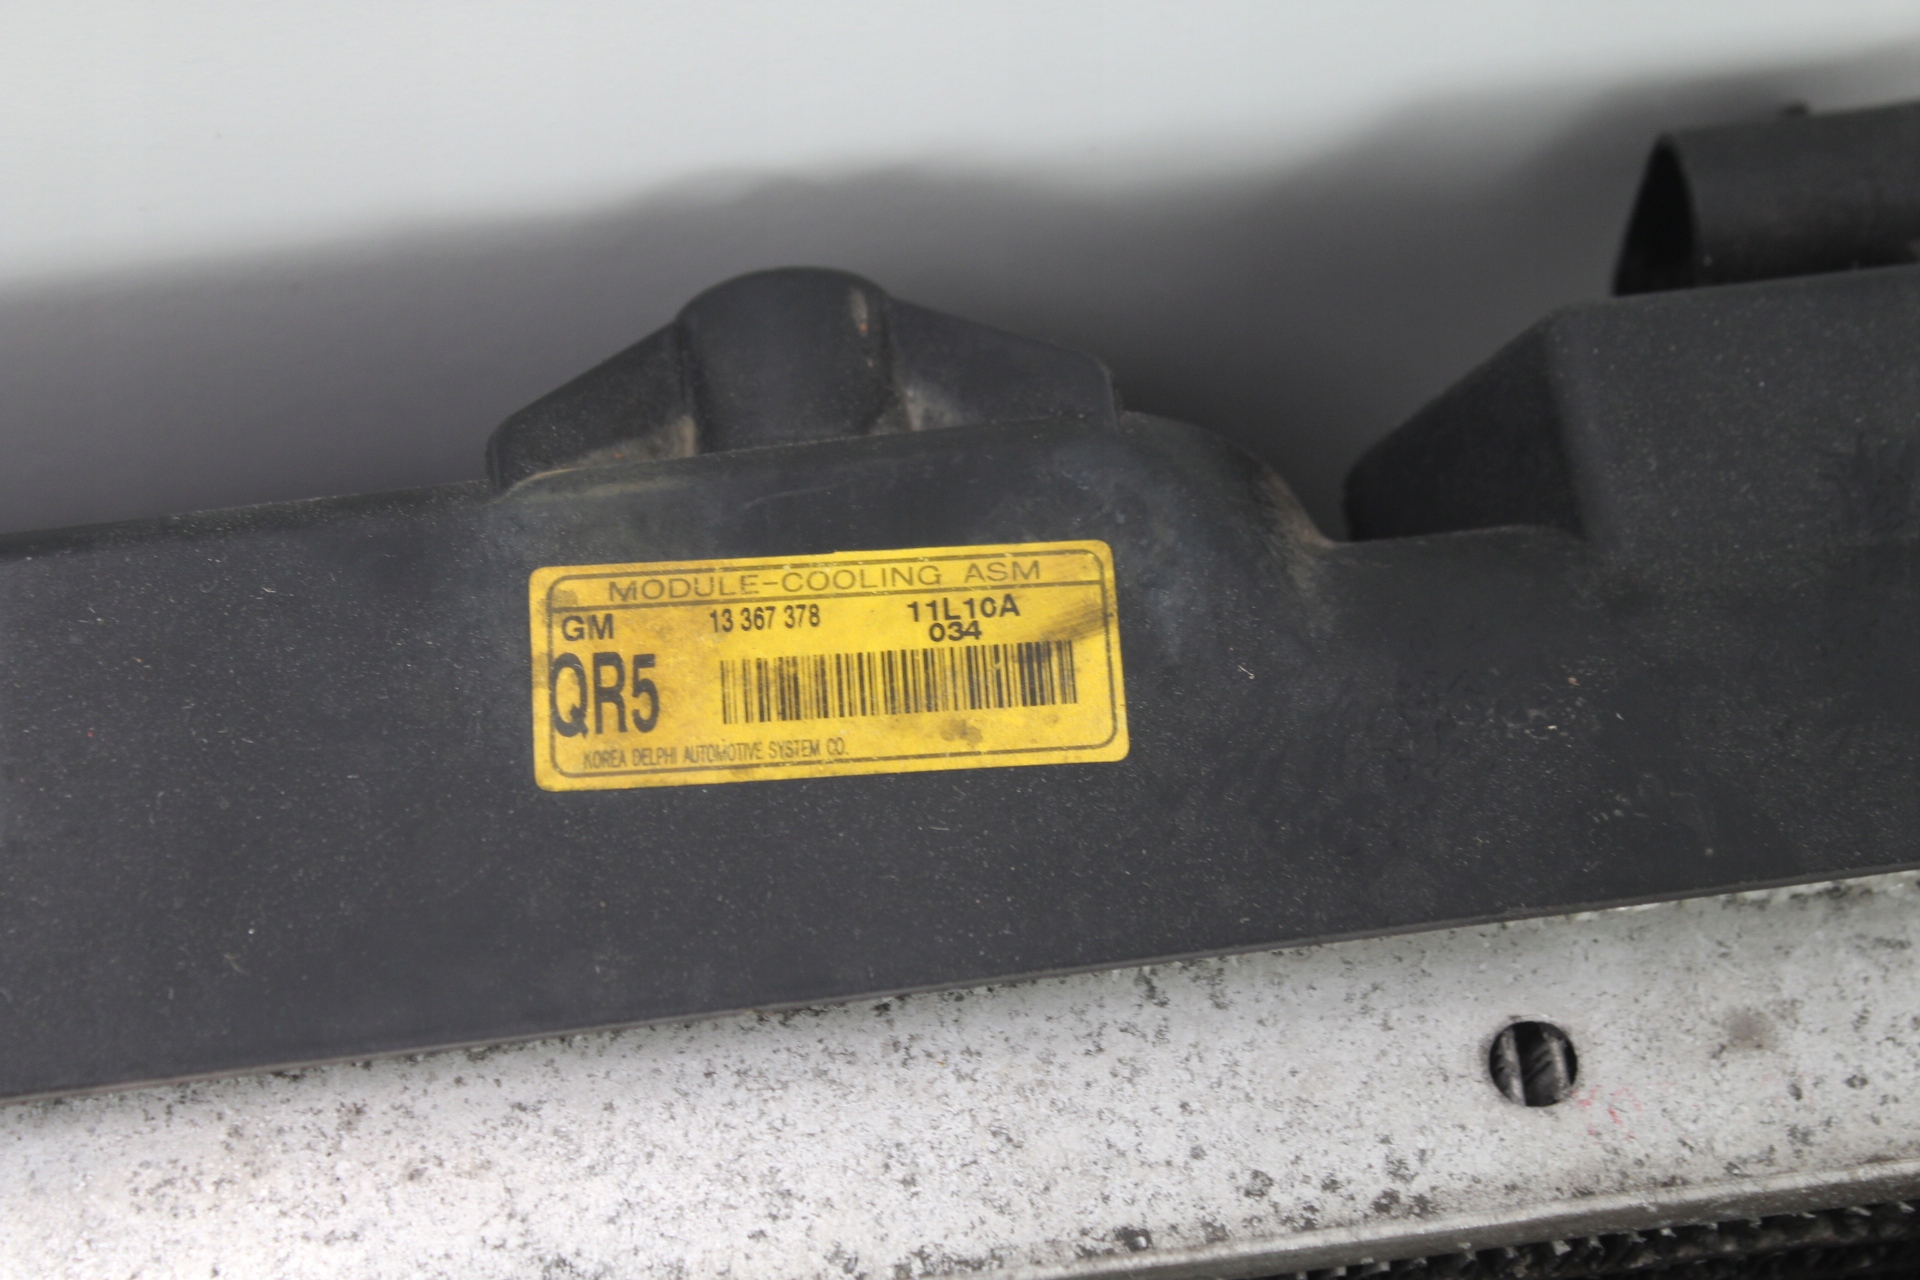 MODULE-COOLING ASM
GM 13 367 378 11L10A
034
QR5
KOREA DELPHI AUTOMOTIVE SYSTEM CO.